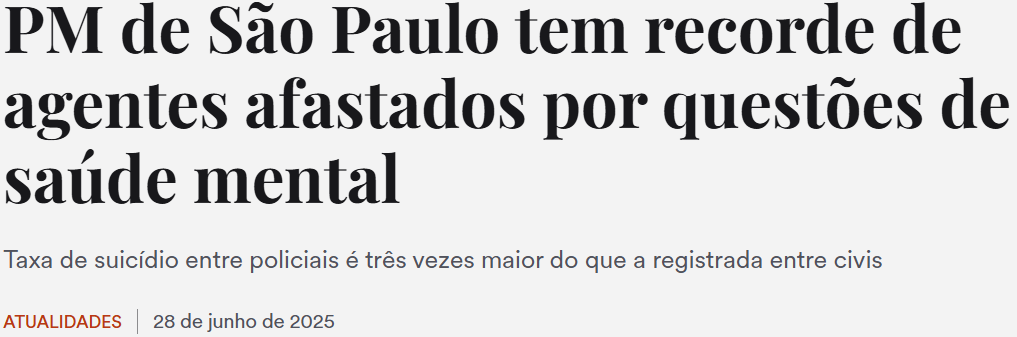 PM de São Paulo tem recorde de
agentes afastados por questões de
saúde mental
Taxa de suicídio entre policiais é três vezes maior do que a registrada entre civis
ATUALIDADES | 28 de junho de 2025